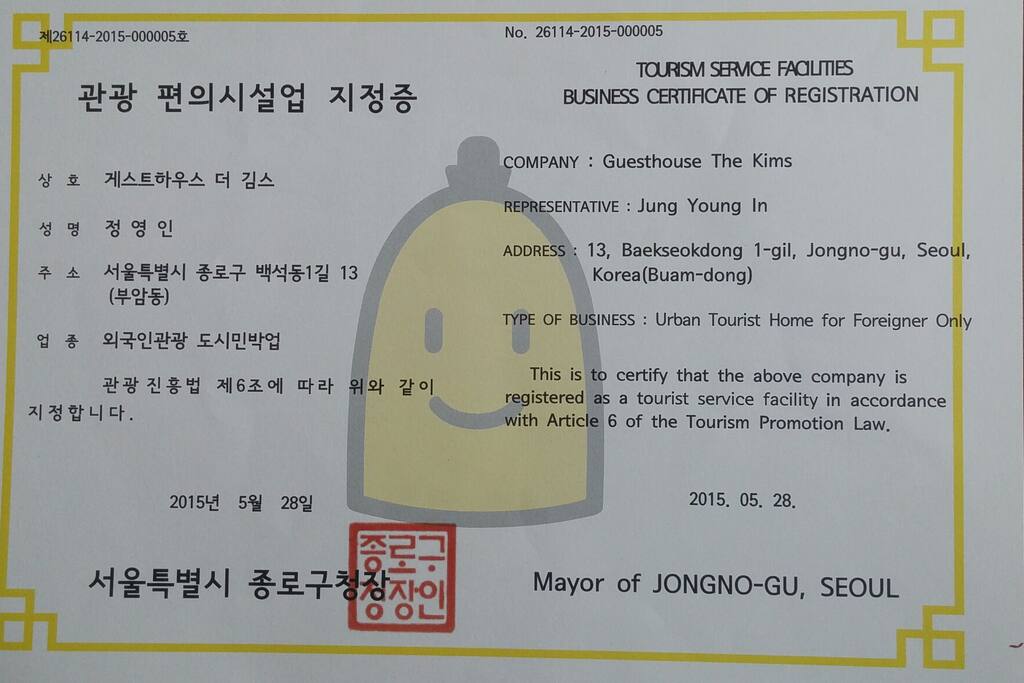 제26114-2015-000005호
관광 편의시설업 지정증
상 호 게스트하우스 더 김스
성 명 정 영 인
주 소 서울특별시 종로구 백석동1길 13
(부암동)
업 종 외국인관광 도시민박업
관광진흥법 제6조에 따라 위와 같이
지정합니다.
2015년 5월 28일
서울특별시 종로구청장
종로구
청장인
No. 26114-2015-000005
TOURISM SERVICE FACILITIES
BUSINESS CERTIFICATE OF REGISTRATION
COMPANY : Guesthouse The Kims
REPRESENTATIVE : Jung Young In
ADDRESS : 13, Baekseokdong 1-gil, Jongno-gu, Seoul,
Korea(Buam-dong)
TYPE OF BUSINESS : Urban Tourist Home for Foreigner Only
This is to certify that the above company is
registered as a tourist service facility in accordance
with Article 6 of the Tourism Promotion Law.
2015. 05. 28.
Mayor of JONGNO-GU, SEOUL